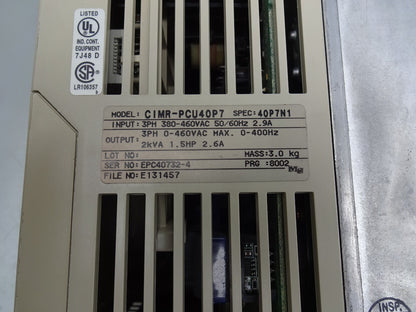 LISTED
UL
IND. CONT.
EQUIPMENT
7J48 D
SA
LR106357
MODEL: CIMR-PCU40P7 SPEC: 40P7N1
INPUT: 3PH 380-460VAC 50/60Hz 2.9A
OUTPUT: 3PH 0-460VAC MAX. 0-400Hz
2kVA 1.5HP 2.6A
LOT NO: MASS: 3.0 kg
SER NO: EPC40732-4 PRG :8002
FILE NO: E131457
INSP.